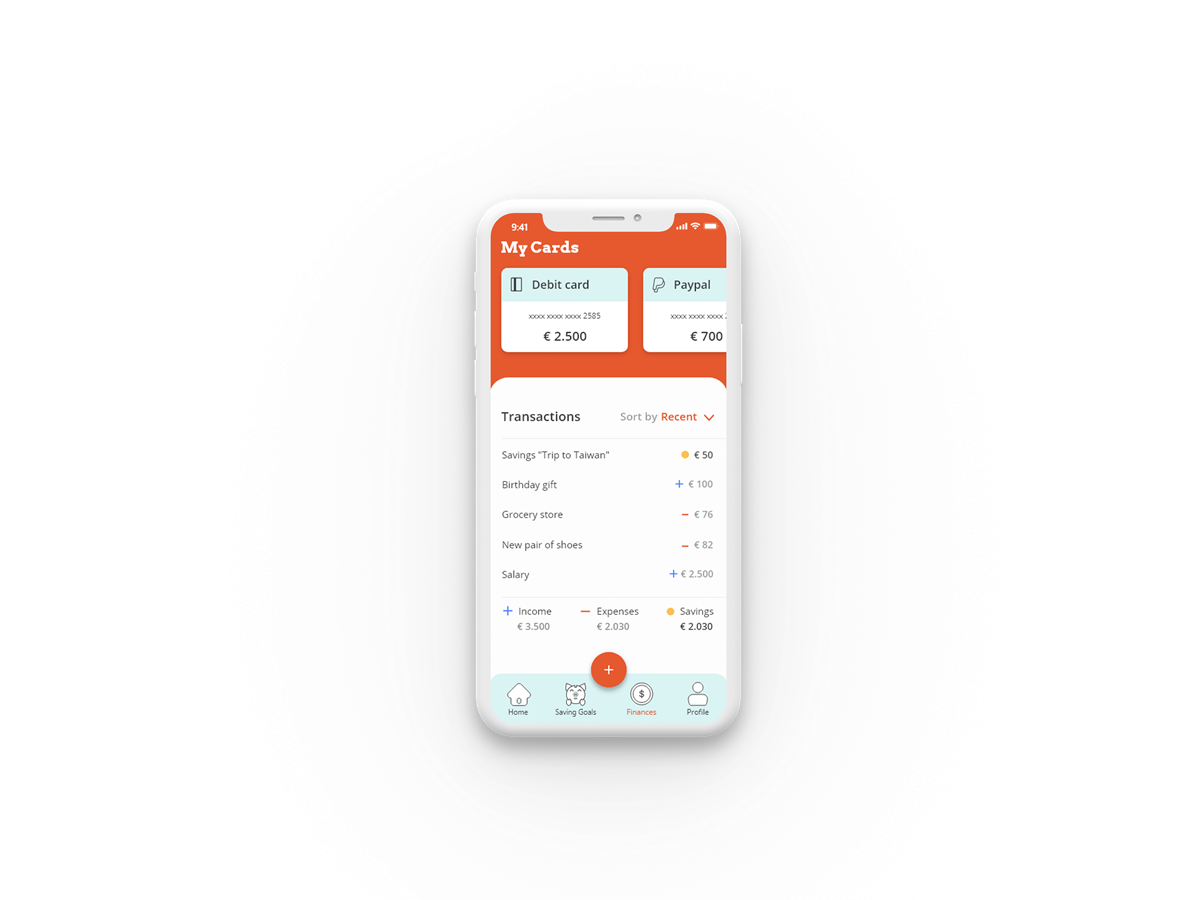 9:41
My Cards
Debit card
xxxx xxxx xxxx 2585
€ 2.500
Paypal
xxxx xxxx xxxx
€ 700
Transactions
Sort by Recent
Savings "Trip to Taiwan" € 50
Birthday gift + € 100
Grocery store − € 76
New pair of shoes − € 82
Salary + € 2.500
+ Income − Expenses Savings
€ 3.500 € 2.030 € 2.030
+
$
Home Saving Goals Finances Profile